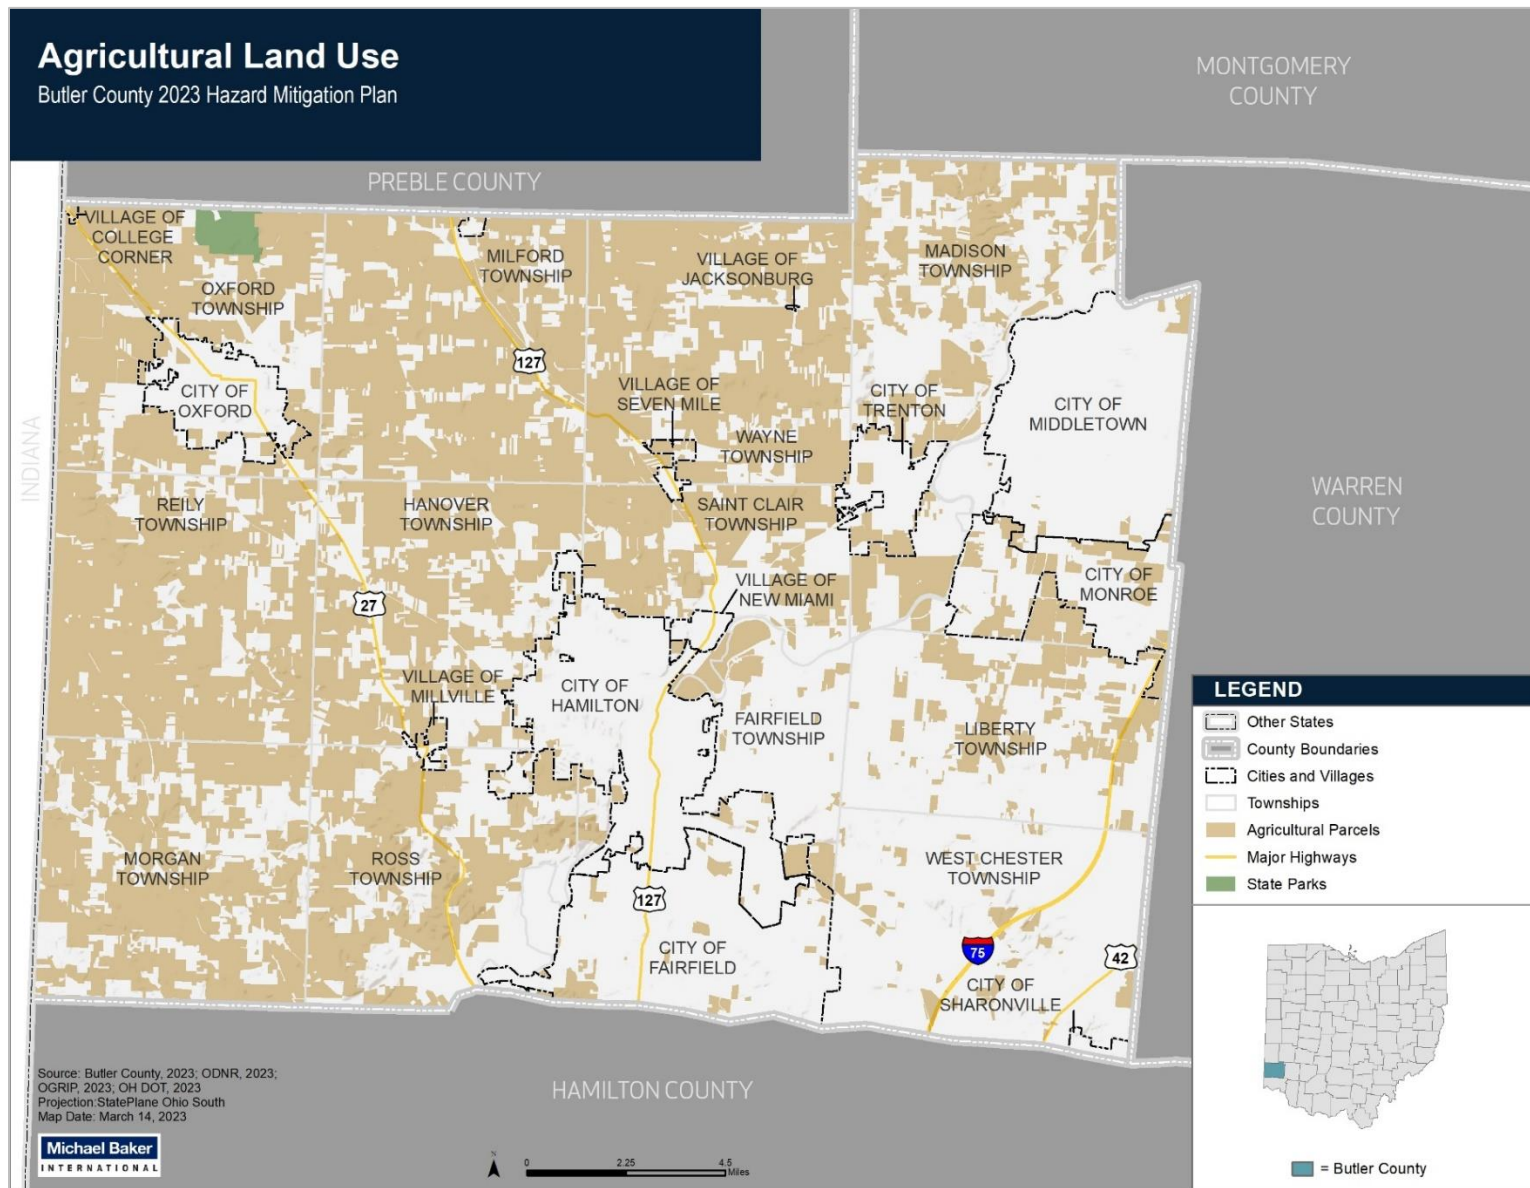 Agricultural Land Use
Butler County 2023 Hazard Mitigation Plan
MONTGOMERY
COUNTY
PREBLE COUNTY
VILLAGE OF
COLLEGE
CORNER
OXFORD
TOWNSHIP
MILFORD
TOWNSHIP
VILLAGE OF
JACKSONBURG
MADISON
TOWNSHIP
127
CITY OF
OXFORD
VILLAGE OF
SEVEN MILE
CITY OF
TRENTON
CITY OF
MIDDLETOWN
WAYNE
TOWNSHIP
INDIANA
REILY
TOWNSHIP
HANOVER
TOWNSHIP
SAINT CLAIR
TOWNSHIP
WARREN
COUNTY
VILLAGE OF
NEW MIAMI
CITY OF
MONROE
27
VILLAGE OF
MILLVILLE
CITY OF
HAMILTON
FAIRFIELD
TOWNSHIP
LIBERTY
TOWNSHIP
MORGAN
TOWNSHIP
ROSS
TOWNSHIP
WEST CHESTER
TOWNSHIP
127
CITY OF
FAIRFIELD
75
42
CITY OF
SHARONVILLE
HAMILTON COUNTY
LEGEND
Other States
County Boundaries
Cities and Villages
Townships
Agricultural Parcels
Major Highways
State Parks
= Butler County
Source: Butler County, 2023; ODNR, 2023;
OGRIP, 2023; OH DOT, 2023
Projection:StatePlane Ohio South
Map Date: March 14, 2023
Michael Baker
INTERNATIONAL
N
0 2.25 4.5
Miles